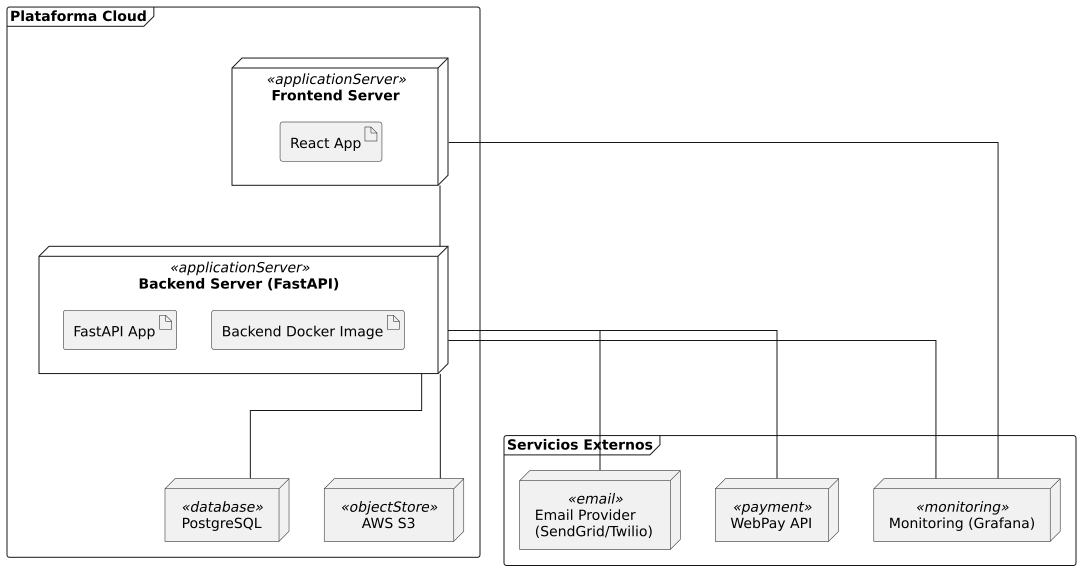 Plataforma Cloud
«applicationServer»
Frontend Server
React App
«applicationServer»
Backend Server (FastAPI)
FastAPI App
Backend Docker Image
«database»
PostgreSQL
«objectStore»
AWS S3
Servicios Externos
«email»
Email Provider
(SendGrid/Twilio)
«payment»
WebPay API
«monitoring»
Monitoring (Grafana)